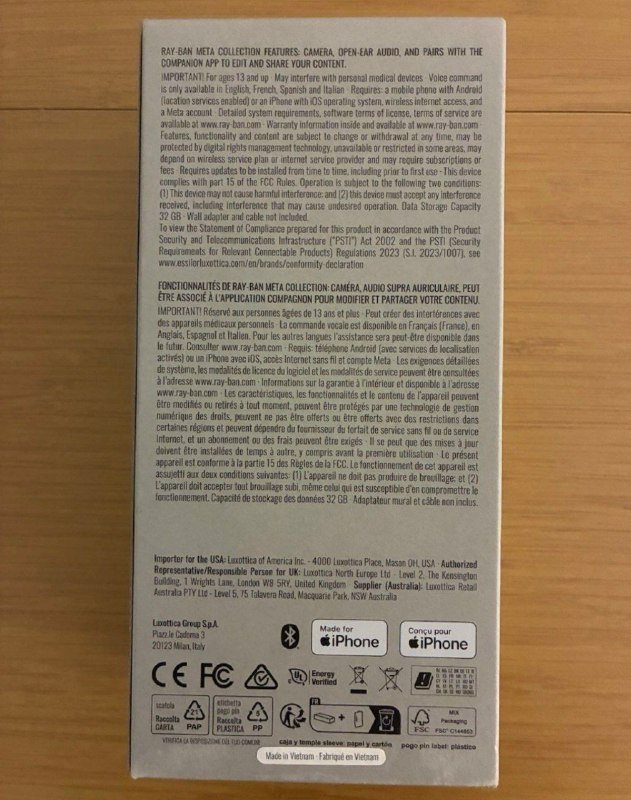 RAY-BAN META COLLECTION FEATURES: CAMERA, OPEN-EAR AUDIO, AND PAIRS WITH THE
COMPANION APP TO EDIT AND SHARE YOUR CONTENT.
IMPORTANT! For ages 13 and up · May interfere with personal medical devices · Voice command
is only available in English, French, Spanish and Italian · Requires: a mobile phone with Android
(location services enabled) or an iPhone with iOS operating system, wireless internet access, and
a Meta account · Detailed system requirements, software terms of license, terms of service are
available at www.ray-ban.com · Warranty information inside and available at www.ray-ban.com ·
Features, functionality and content are subject to change or withdrawal at any time, may be
protected by digital rights management technology, unavailable or restricted in some areas, may
depend on wireless service plan or internet service provider and may require subscriptions or
fees · Requires updates to be installed from time to time, including prior to first use · This device
complies with part 15 of the FCC Rules. Operation is subject to the following two conditions:
(1) This device may not cause harmful interference; and (2) this device must accept any interference
received, including interference that may cause undesired operation. Data Storage Capacity
32 GB · Wall adapter and cable not included.
To view the Statement of Compliance prepared for this product in accordance with the Product
Security and Telecommunications Infrastructure ("PSTI") Act 2002 and the PSTI (Security
Requirements for Relevant Connectable Products) Regulations 2023 (S.I. 2023/1007), see
www.essilorluxottica.com/en/brands/conformity-declaration
FONCTIONNALITÉS DE RAY-BAN META COLLECTION: CAMÉRA, AUDIO SUPRA AURICULAIRE, PEUT
ÊTRE ASSOCIÉ À L'APPLICATION COMPAGNON POUR MODIFIER ET PARTAGER VOTRE CONTENU.
IMPORTANT! Réservé aux personnes âgées de 13 ans et plus · Peut créer des interférences avec
des appareils médicaux personnels · La commande vocale est disponible en Français (France), en
Anglais, Espagnol et Italien. Pour les autres langues l'assistance sera peut-être disponible dans
le futur. Consulter www.ray-ban.com · Requis: téléphone Android (avec services de localisation
activés) ou un iPhone avec iOS, accès Internet sans fil et compte Meta · Les exigences détaillées
de système, les modalités de licence du logiciel et les modalités de service peuvent être consultées
à l'adresse www.ray-ban.com · Informations sur la garantie à l'intérieur et disponible à l'adresse
www.ray-ban.com · Les caractéristiques, les fonctionnalités et le contenu de l'appareil peuvent
être modifiés ou retirés à tout moment, peuvent être protégés par une technologie de gestion
numérique des droits, peuvent ne pas être offerts ou être offerts avec des restrictions dans
certaines régions et peuvent dépendre du fournisseur du forfait de service sans fil ou de service
Internet, et un abonnement ou des frais peuvent être exigés · Il se peut que des mises à jour
doivent être installées de temps à autre, y compris avant la première utilisation · Le présent
appareil est conforme à la partie 15 des Règles de la FCC. Le fonctionnement de cet appareil est
assujetti aux deux conditions suivantes: (1) L'appareil ne doit pas produire de brouillage; et (2)
L'appareil doit accepter tout brouillage subi, même celui qui est susceptible d'en compromettre le
fonctionnement. Capacité de stockage des données 32 GB · Adaptateur mural et câble non inclus.
Importer for the USA: Luxottica of America Inc. - 4000 Luxottica Place, Mason OH, USA · Authorized
Representative/Responsible Person for UK: Luxottica North Europe Ltd - Level 2, The Kensington
Building, 1 Wrights Lane, London W8 5RY, United Kingdom · Supplier (Australia): Luxottica Retail
Australia PTY Ltd - Level 5, 75 Talavera Road, Macquarie Park, NSW Australia
Luxottica Group S.p.A.
Piazz.le Cadorna 3
20123 Milan, Italy
Made for
iPhone
Conçu pour
iPhone
CE FC
UL Energy
Verified
scatola
Raccolta
CARTA
21
PAP
etichetta
pogo pin
Raccolta
PLASTICA
5
PP
FR
+
FSC
MIX
Packaging
FSC® C144853
VERIFICA LA DISPOSIZIONE DEL TUO COMUNE
caja y temple sleeve: papel y cartón
pogo pin label: plástico
Made in Vietnam · Fabriqué en Vietnam